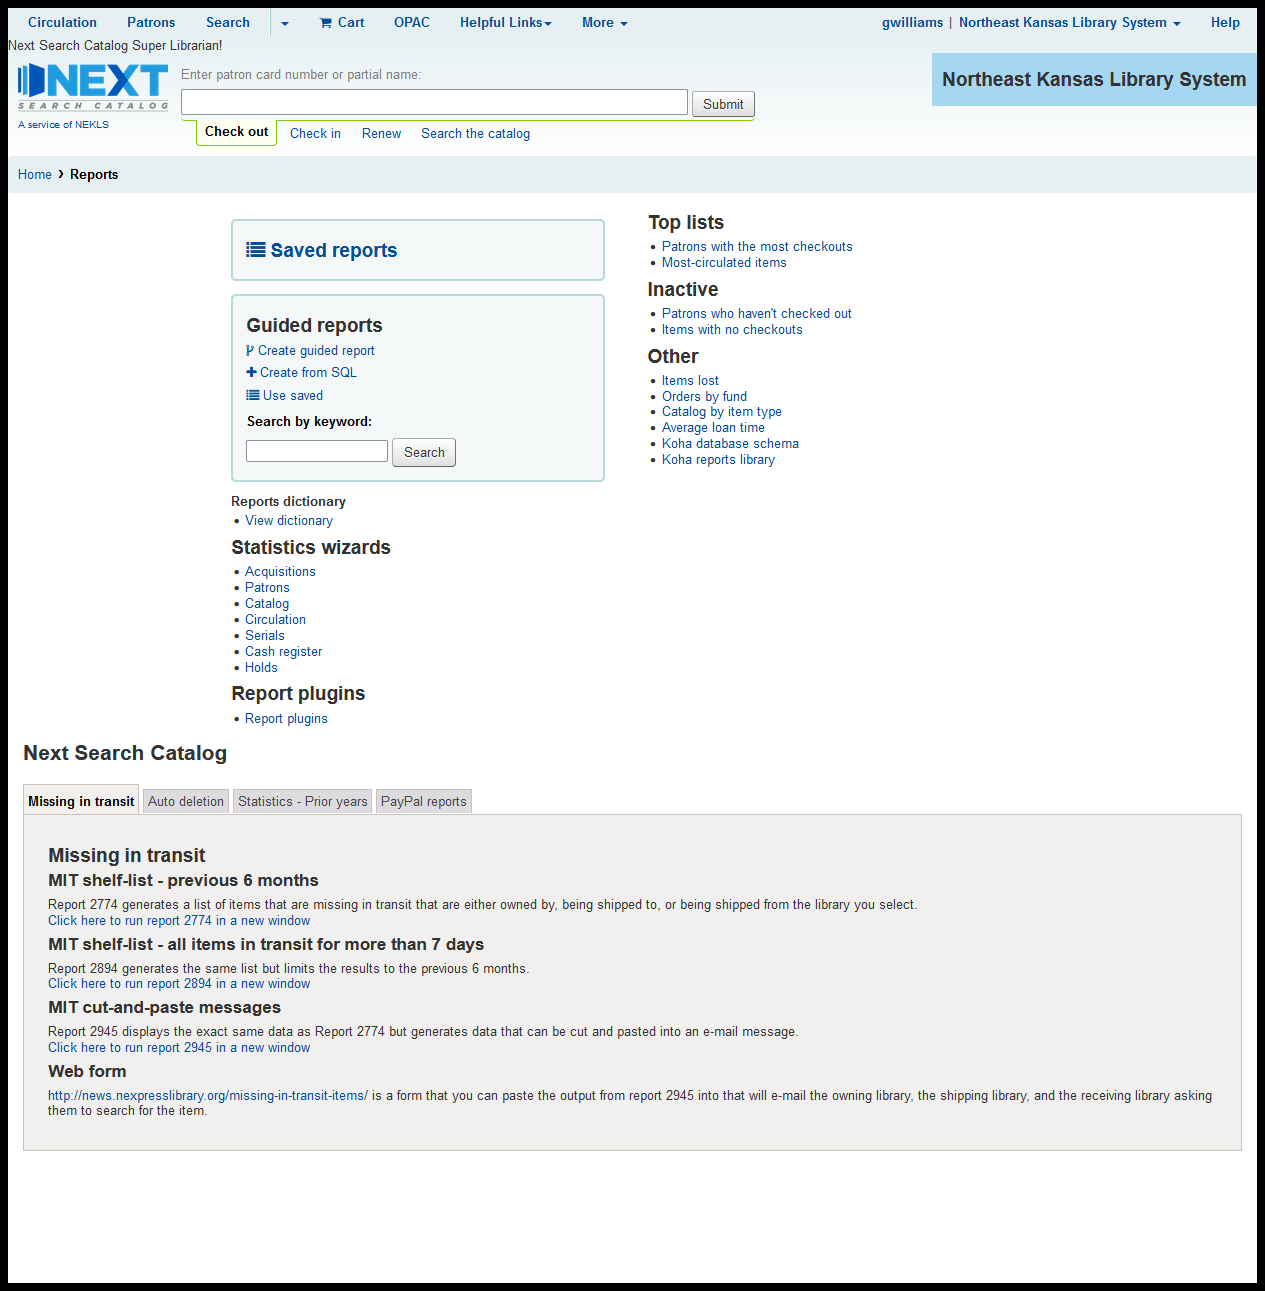 Circulation Patrons Search Cart OPAC Helpful Links More gwilliams | Northeast Kansas Library System Help
Next Search Catalog Super Librarian!
NEXT
SEARCH CATALOG
A service of NEKLS
Enter patron card number or partial name:
Submit
Check out Check in Renew Search the catalog
Northeast Kansas Library System
Home › Reports
Saved reports
Guided reports
Create guided report
Create from SQL
Use saved
Search by keyword:
Search
Reports dictionary
• View dictionary
Statistics wizards
• Acquisitions
• Patrons
• Catalog
• Circulation
• Serials
• Cash register
• Holds
Report plugins
• Report plugins
Top lists
• Patrons with the most checkouts
• Most-circulated items
Inactive
• Patrons who haven't checked out
• Items with no checkouts
Other
• Items lost
• Orders by fund
• Catalog by item type
• Average loan time
• Koha database schema
• Koha reports library
Next Search Catalog
Missing in transit Auto deletion Statistics - Prior years PayPal reports
Missing in transit
MIT shelf-list - previous 6 months
Report 2774 generates a list of items that are missing in transit that are either owned by, being shipped to, or being shipped from the library you select.
Click here to run report 2774 in a new window
MIT shelf-list - all items in transit for more than 7 days
Report 2894 generates the same list but limits the results to the previous 6 months.
Click here to run report 2894 in a new window
MIT cut-and-paste messages
Report 2945 displays the exact same data as Report 2774 but generates data that can be cut and pasted into an e-mail message.
Click here to run report 2945 in a new window
Web form
http://news.nexpresslibrary.org/missing-in-transit-items/ is a form that you can paste the output from report 2945 into that will e-mail the owning library, the shipping library, and the receiving library asking
them to search for the item.